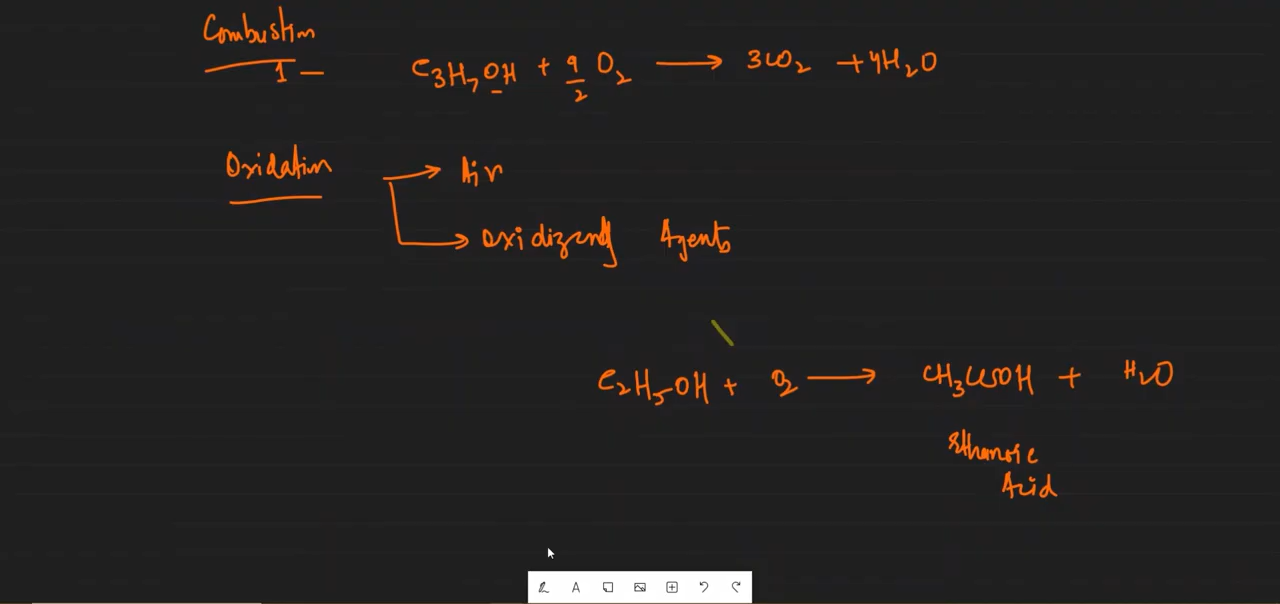 Combustion
1 — C₃H₇OH + 9/2 O₂ → 3CO₂ + 4H₂O
Oxidation → Air
→ Oxidizing Agents
C₂H₅OH + O₂ → CH₃COOH + H₂O
Ethanoic
Acid
A